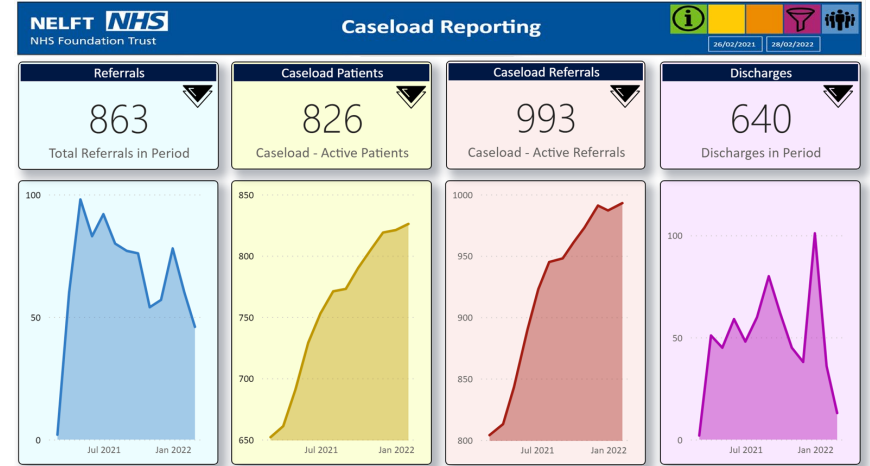 NELFT NHS
NHS Foundation Trust
Caseload Reporting
26/02/2021 28/02/2022
Referrals
863
Total Referrals in Period
Caseload Patients
826
Caseload - Active Patients
Caseload Referrals
993
Caseload - Active Referrals
Discharges
640
Discharges in Period
100
50
0
Jul 2021 Jan 2022
850
800
750
700
650
Jul 2021 Jan 2022
1000
950
900
850
800
Jul 2021 Jan 2022
100
50
0
Jul 2021 Jan 2022